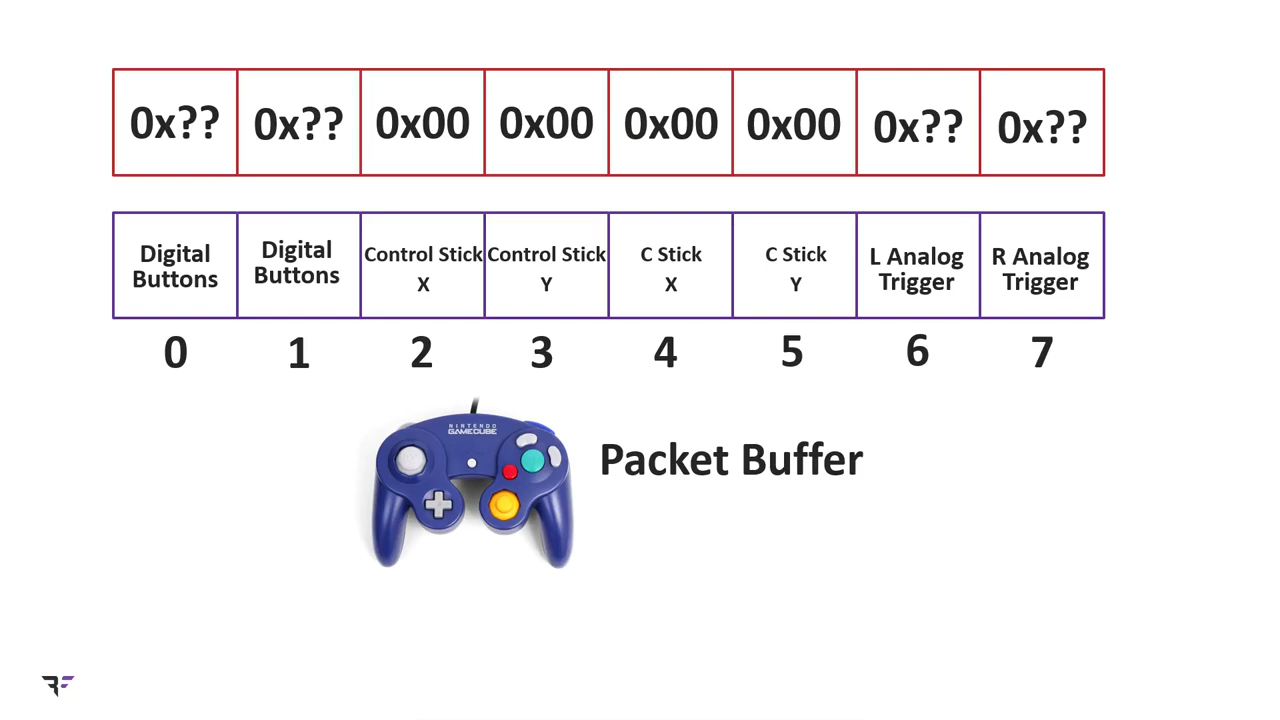 0x?? 0x?? 0x00 0x00 0x00 0x00 0x?? 0x??
Digital Buttons
Digital Buttons
Control Stick X
Control Stick Y
C Stick X
C Stick Y
L Analog Trigger
R Analog Trigger
0 1 2 3 4 5 6 7
NINTENDO
GAMECUBE
Packet Buffer
RF